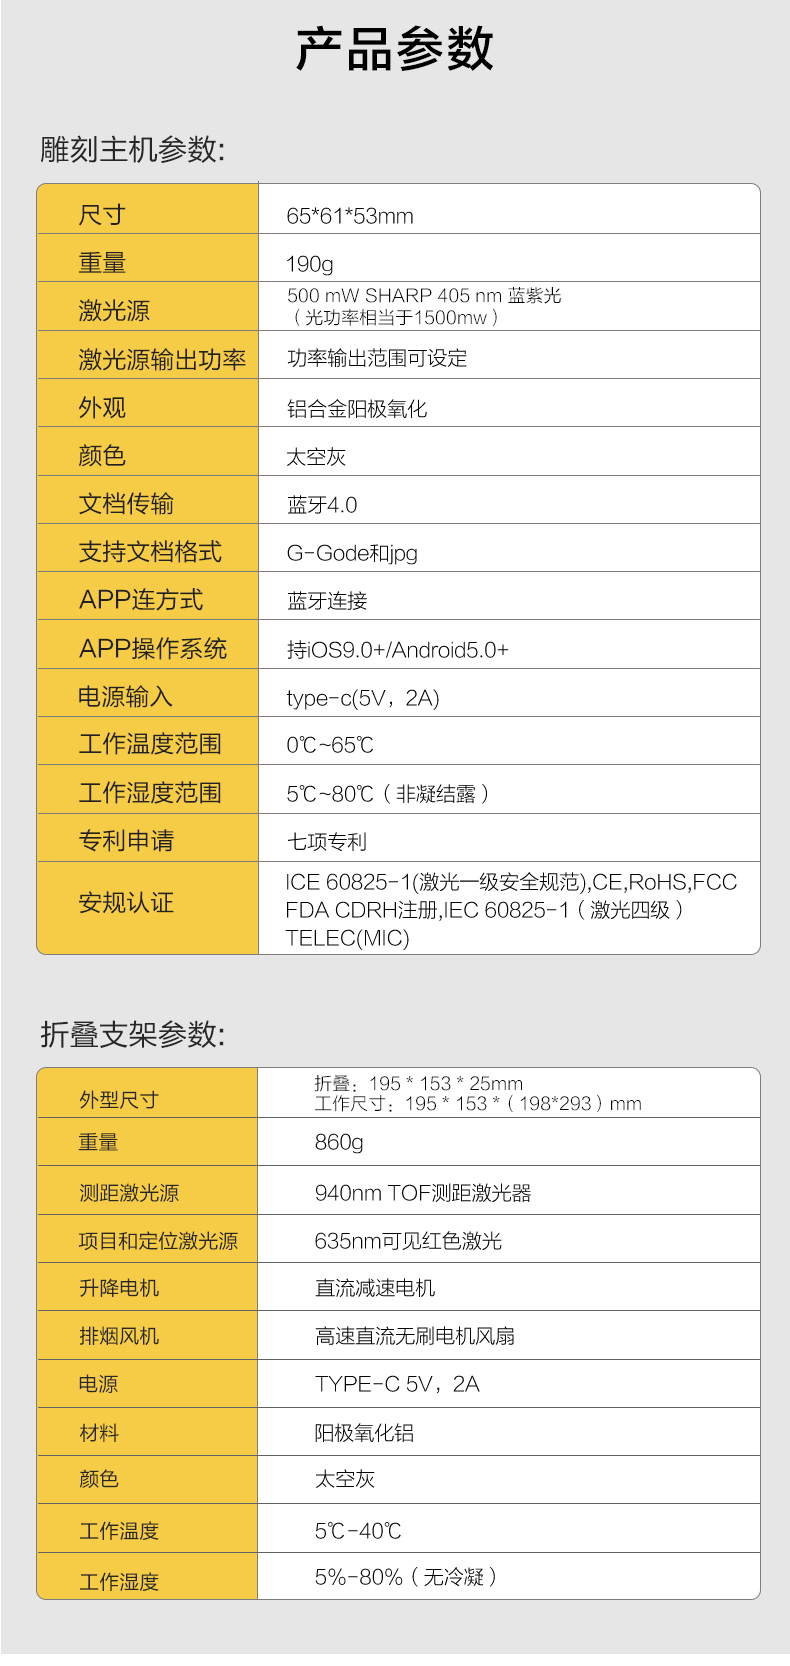 产品参数
雕刻主机参数:
尺寸 65*61*53mm
重量 190g
激光源 500 mW SHARP 405 nm 蓝紫光
（光功率相当于1500mw）
激光源输出功率 功率输出范围可设定
外观 铝合金阳极氧化
颜色 太空灰
文档传输 蓝牙4.0
支持文档格式 G-Gode和jpg
APP连方式 蓝牙连接
APP操作系统 持iOS9.0+/Android5.0+
电源输入 type-c(5V，2A)
工作温度范围 0℃~65℃
工作湿度范围 5℃~80℃（非凝结露）
专利申请 七项专利
安规认证 ICE 60825-1(激光一级安全规范),CE,RoHS,FCC
FDA CDRH注册,IEC 60825-1（激光四级）
TELEC(MIC)
折叠支架参数:
外型尺寸 折叠：195 * 153 * 25mm
工作尺寸：195 * 153 *（198*293）mm
重量 860g
测距激光源 940nm TOF测距激光器
项目和定位激光源 635nm可见红色激光
升降电机 直流减速电机
排烟风机 高速直流无刷电机风扇
电源 TYPE-C 5V，2A
材料 阳极氧化铝
颜色 太空灰
工作温度 5℃-40℃
工作湿度 5%-80%（无冷凝）